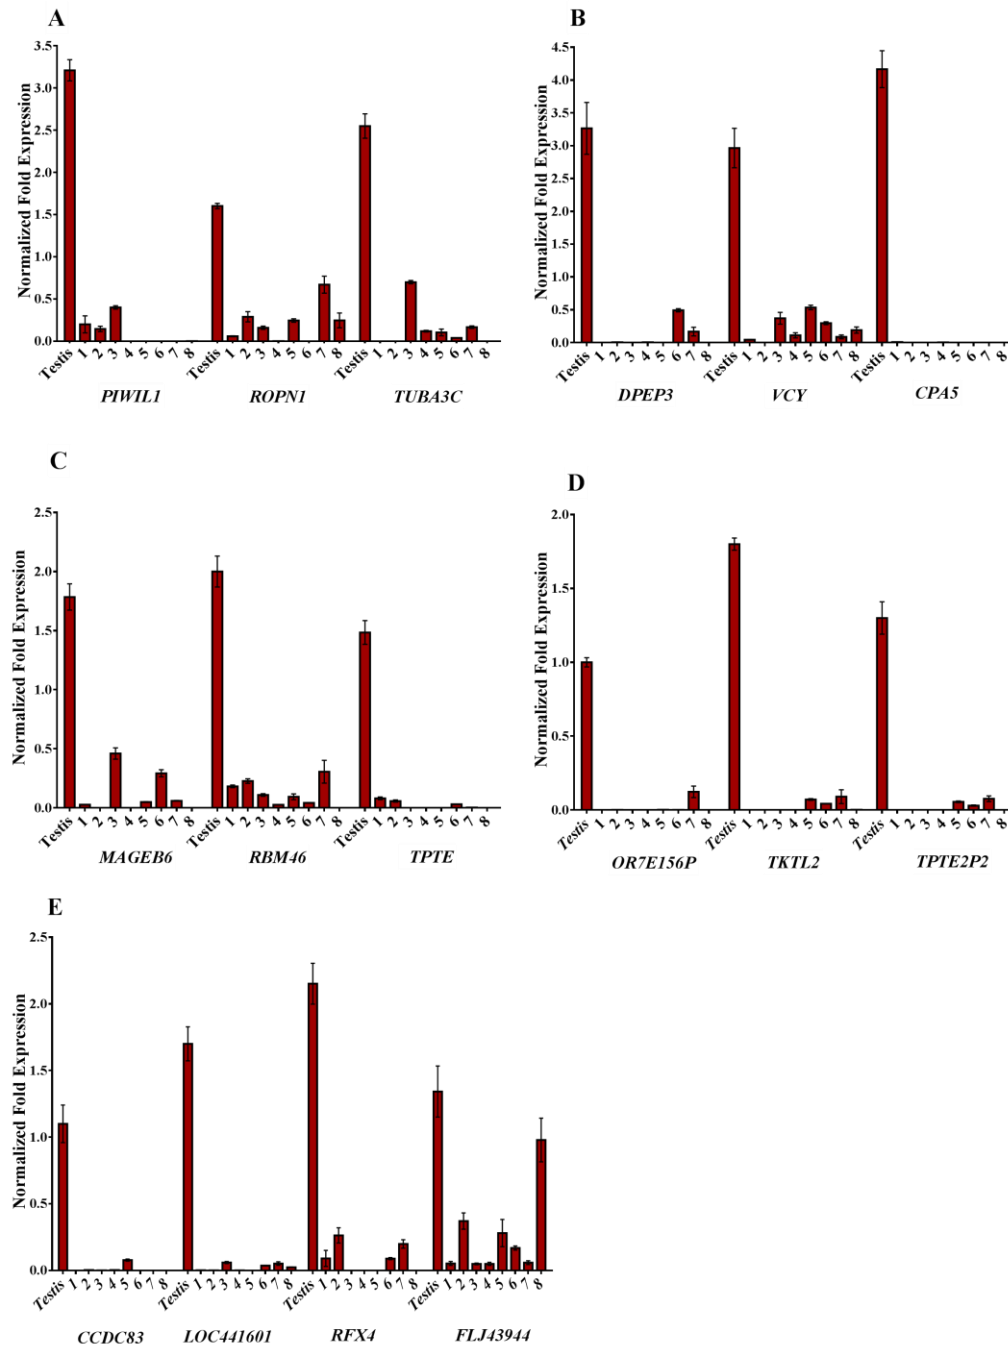 A
Normalized Fold Expression
3.5
3.0
2.5
2.0
1.5
1.0
0.5
0.0
Testis 1 2 3 4 5 6 7 8 Testis 1 2 3 4 5 6 7 8 Testis 1 2 3 4 5 6 7 8
PIWIL1 ROPN1 TUBA3C
B
Normalized Fold Expression
4.5
4.0
3.5
3.0
2.5
2.0
1.5
1.0
0.5
0.0
Testis 1 2 3 4 5 6 7 8 Testis 1 2 3 4 5 6 7 8 Testis 1 2 3 4 5 6 7 8
DPEP3 VCY CPA5
C
Normalized Fold Expression
2.5
2.0
1.5
1.0
0.5
0.0
Testis 1 2 3 4 5 6 7 8 Testis 1 2 3 4 5 6 7 8 Testis 1 2 3 4 5 6 7 8
MAGEB6 RBM46 TPTE
D
Normalized Fold Expression
2.0
1.5
1.0
0.5
0.0
Testis 1 2 3 4 5 6 7 8 Testis 1 2 3 4 5 6 7 8 Testis 1 2 3 4 5 6 7 8
OR7E156P TKTL2 TPTE2P2
E
Normalized Fold Expression
2.5
2.0
1.5
1.0
0.5
0.0
Testis 1 2 3 4 5 6 7 8 Testis 1 2 3 4 5 6 7 8 Testis 1 2 3 4 5 6 7 8 Testis 1 2 3 4 5 6 7 8
CCDC83 LOC441601 RFX4 FLJ43944